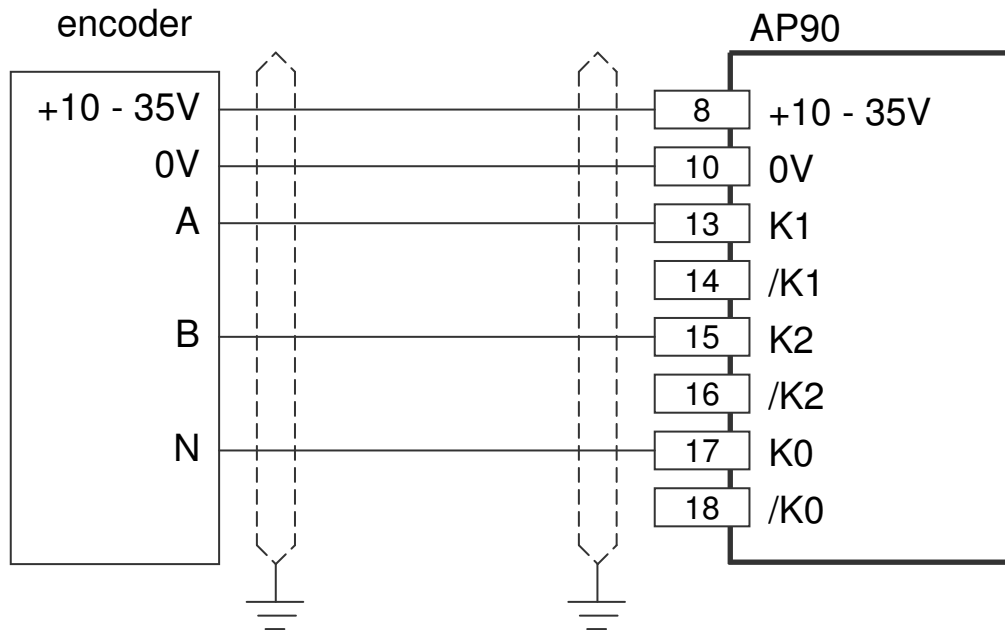 encoder
AP90
+10 - 35V
8
+10 - 35V
0V
10
0V
A
13
K1
14
/K1
B
15
K2
16
/K2
N
17
K0
18
/K0